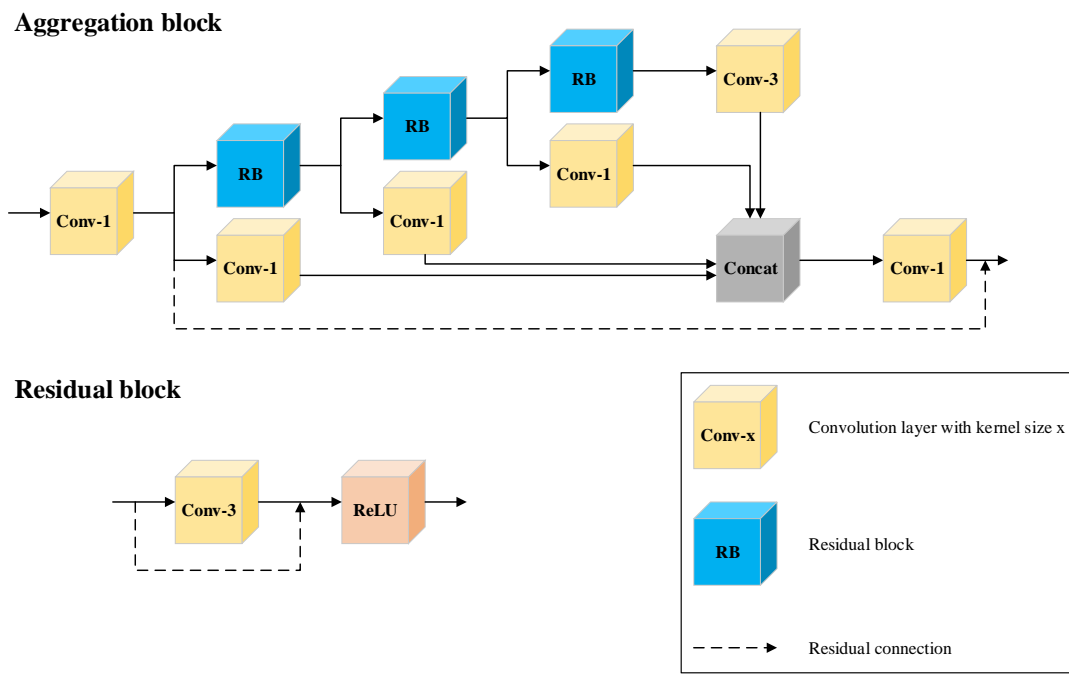 Aggregation block
RB
Conv-3
RB
RB
Conv-1
Conv-1
Conv-1
Conv-1
Concat
Conv-1
Residual block
Conv-3
ReLU
Conv-x
Convolution layer with kernel size x
RB
Residual block
Residual connection